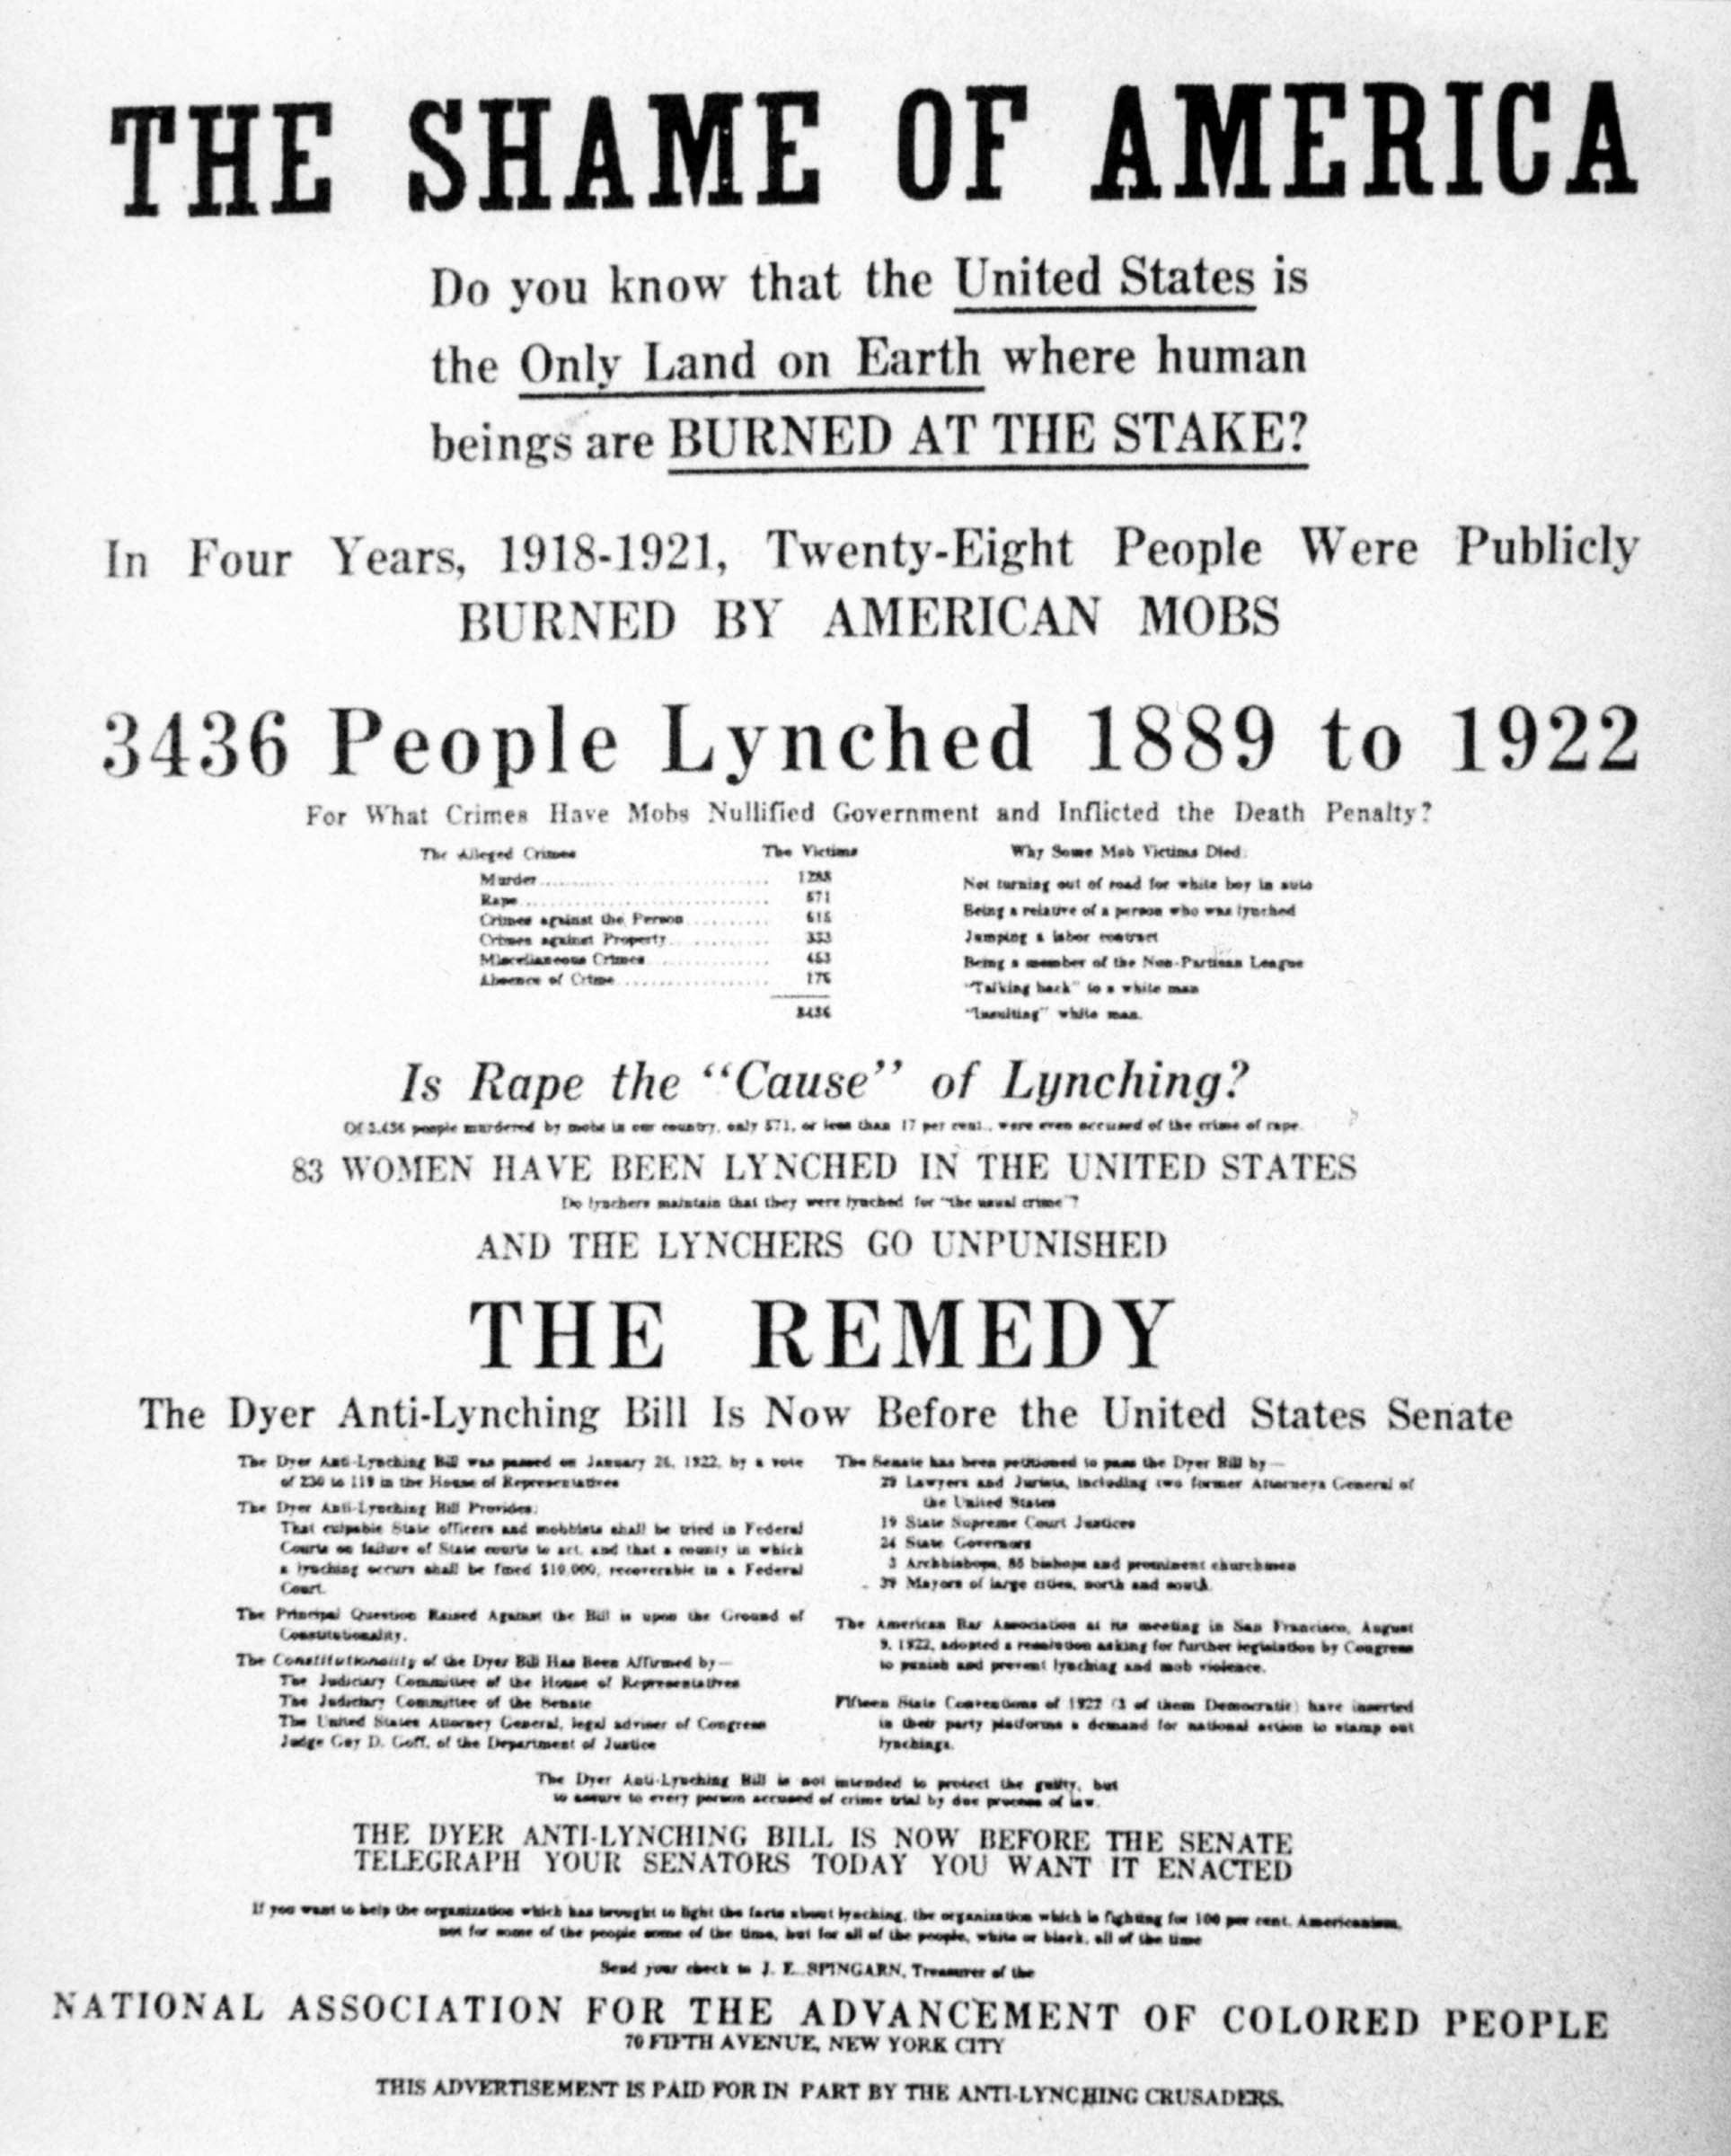 THE SHAME OF AMERICA
Do you know that the United States is
the Only Land on Earth where human
beings are BURNED AT THE STAKE?
In Four Years, 1918-1921, Twenty-Eight People Were Publicly
BURNED BY AMERICAN MOBS
3436 People Lynched 1889 to 1922
For What Crimes Have Mobs Nullified Government and Inflicted the Death Penalty?
The Alleged Crimes The Victims
Murder 1288
Rape 571
Crimes against the Person 615
Crimes against Property 333
Miscellaneous Crimes 453
Absence of Crime 176
3436
Why Some Mob Victims Died:
Not turning out of road for white boy in auto
Being a relative of a person who was lynched
Jumping a labor contract
Being a member of the Non-Partisan League
"Talking back" to a white man
"Insulting" white man.
Is Rape the "Cause" of Lynching?
Of 3,436 people murdered by mobs in our country, only 571, or less than 17 per cent., were even accused of the crime of rape.
83 WOMEN HAVE BEEN LYNCHED IN THE UNITED STATES
Do lynchers maintain that they were lynched for "the usual crime"?
AND THE LYNCHERS GO UNPUNISHED
THE REMEDY
The Dyer Anti-Lynching Bill Is Now Before the United States Senate
The Dyer Anti-Lynching Bill was passed on January 26, 1922, by a vote
of 230 to 119 in the House of Representatives
The Dyer Anti-Lynching Bill Provides:
That culpable State officers and mobbists shall be tried in Federal
Courts on failure of State courts to act, and that a county in which
a lynching occurs shall be fined $10,000, recoverable in a Federal
Court.
The Principal Question Raised Against the Bill is upon the Ground of
Constitutionality.
The Constitutionality of the Dyer Bill Has Been Affirmed by—
The Judiciary Committee of the House of Representatives
The Judiciary Committee of the Senate
The United States Attorney General, legal adviser of Congress
Judge Guy D. Goff, of the Department of Justice
The Senate has been petitioned to pass the Dyer Bill by—
29 Lawyers and Jurists, including two former Attorneys General of
the United States
19 State Supreme Court Justices
24 State Governors
3 Archbishops, 85 bishops and prominent churchmen
39 Mayors of large cities, north and south.
The American Bar Association at its meeting in San Francisco, August
9, 1922, adopted a resolution asking for further legislation by Congress
to punish and prevent lynching and mob violence.
Fifteen State Conventions of 1922 (3 of them Democratic) have inserted
in their party platforms a demand for national action to stamp out
lynchings.
The Dyer Anti-Lynching Bill is not intended to protect the guilty, but
to assure to every person accused of crime trial by due process of law.
THE DYER ANTI-LYNCHING BILL IS NOW BEFORE THE SENATE
TELEGRAPH YOUR SENATORS TODAY YOU WANT IT ENACTED
If you want to help the organization which has brought to light the facts about lynching, the organization which is fighting for 100 per cent. Americanism,
not for some of the people some of the time, but for all of the people, white or black, all of the time
Send your check to J. E. SPINGARN, Treasurer of the
NATIONAL ASSOCIATION FOR THE ADVANCEMENT OF COLORED PEOPLE
70 FIFTH AVENUE, NEW YORK CITY
THIS ADVERTISEMENT IS PAID FOR IN PART BY THE ANTI-LYNCHING CRUSADERS.